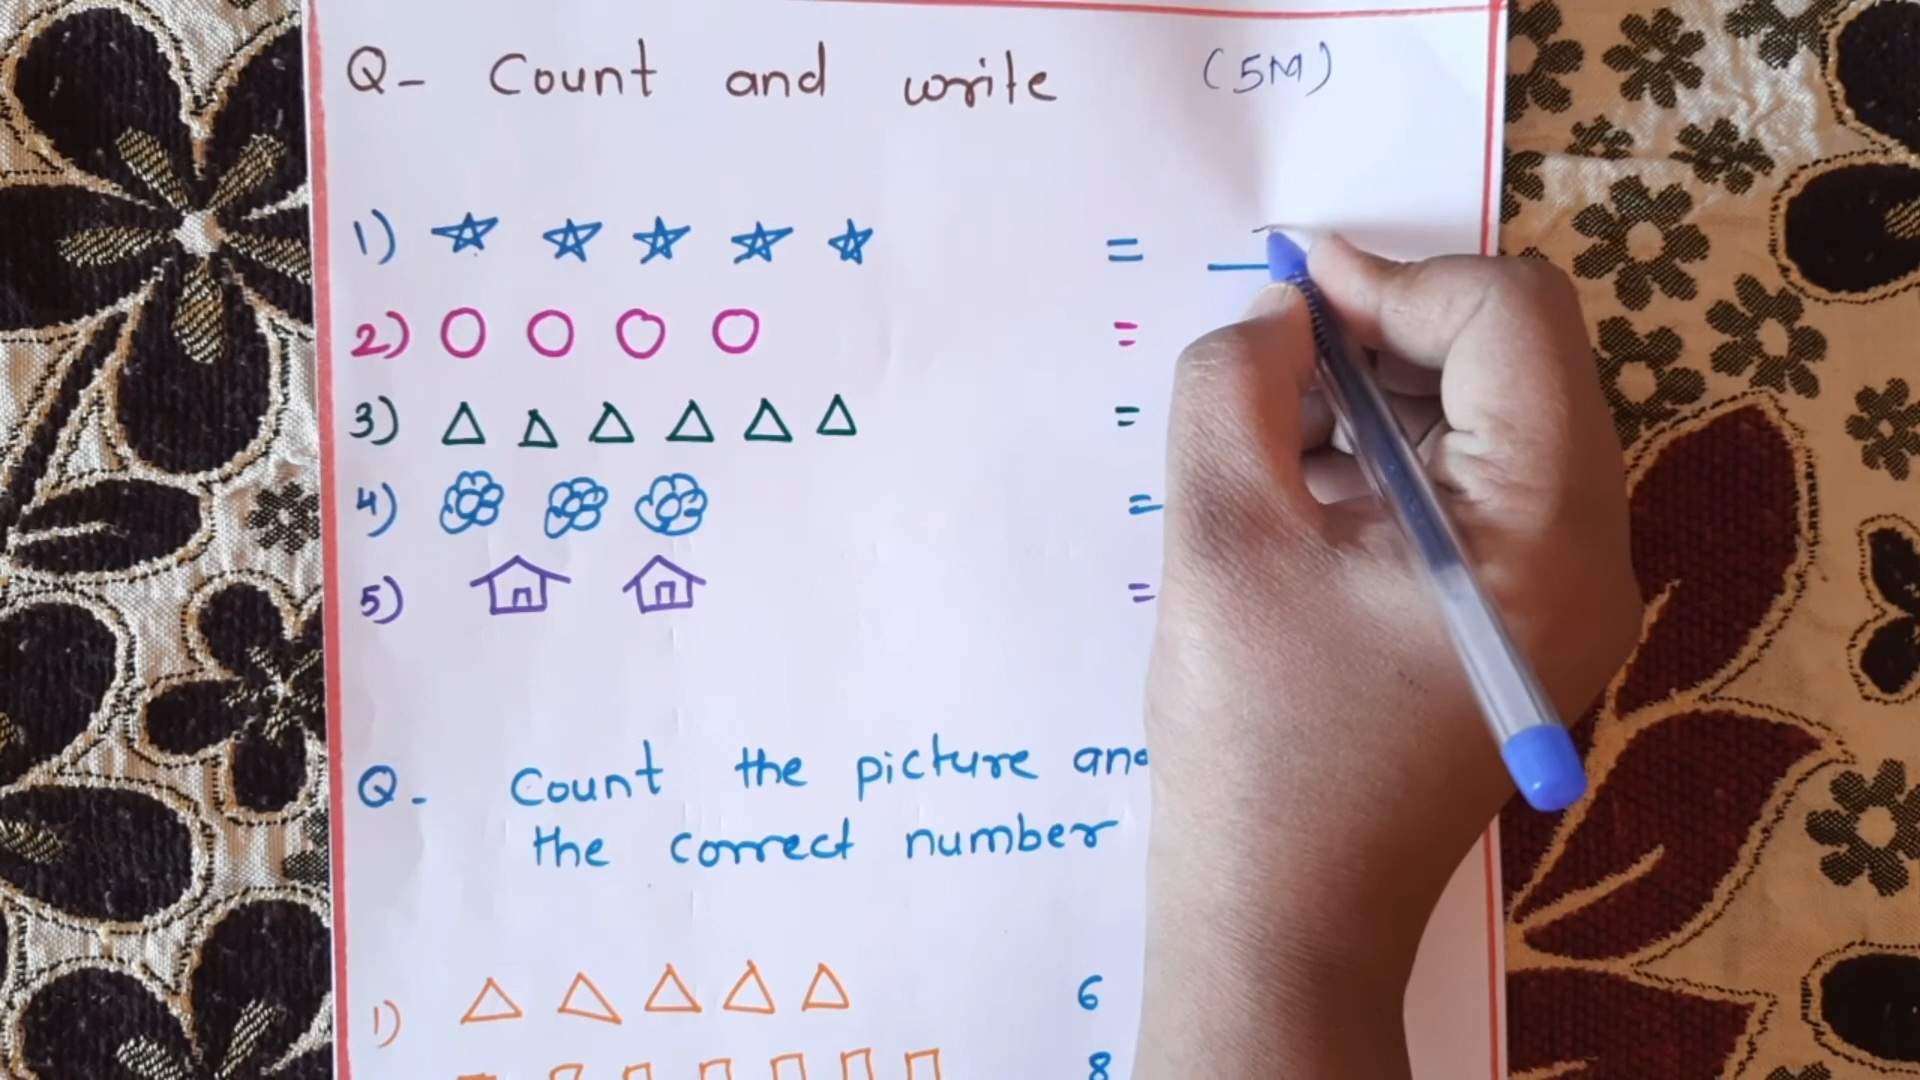 Q- Count and write (5M)
1) =
2) =
3) =
4) =
5) =
Q- Count the picture and
the correct number
1) 6
8